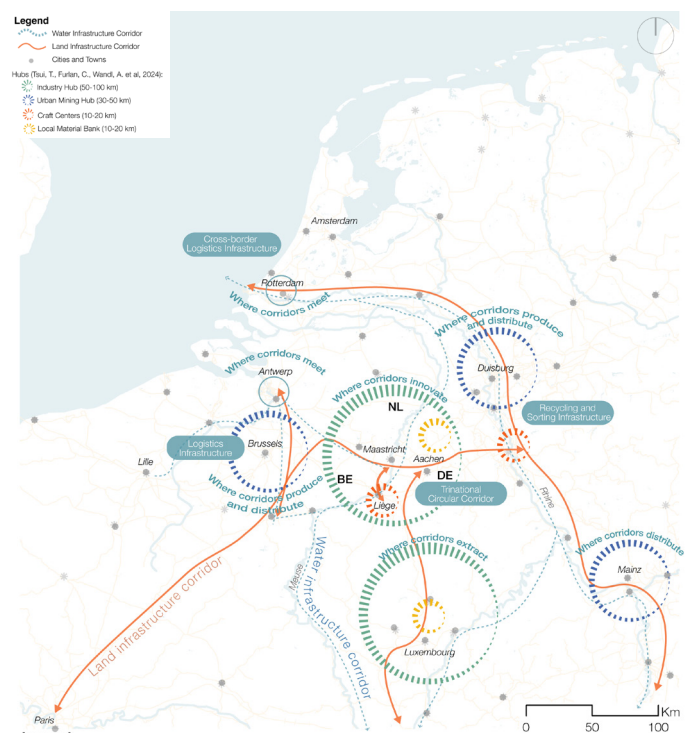 Legend
Water Infrastructure Corridor
Land Infrastructure Corridor
Cities and Towns
Hubs (Tsui, T., Furlan, C., Wandl, A. et al, 2024):
Industry Hub (50-100 km)
Urban Mining Hub (30-50 km)
Craft Centers (10-20 km)
Local Material Bank (10-20 km)
Amsterdam
Cross-border
Logistics Infrastructure
Rotterdam
Where corridors meet
Where corridors produce
and distribute
Duisburg
Where corridors meet
Antwerp
Where corridors innovate
NL
Recycling and
Sorting Infrastructure
Logistics
Infrastructure
Brussels
Maastricht
Aachen
Lille
BE
DE
Trinational
Circular Corridor
Where corridors produce
and distribute
Liege
Rhine
Where corridors extract
Where corridors distribute
Water infrastructure corridor
Meuse
Mainz
Land infrastructure corridor
Luxembourg
Paris
Km
0 50 100